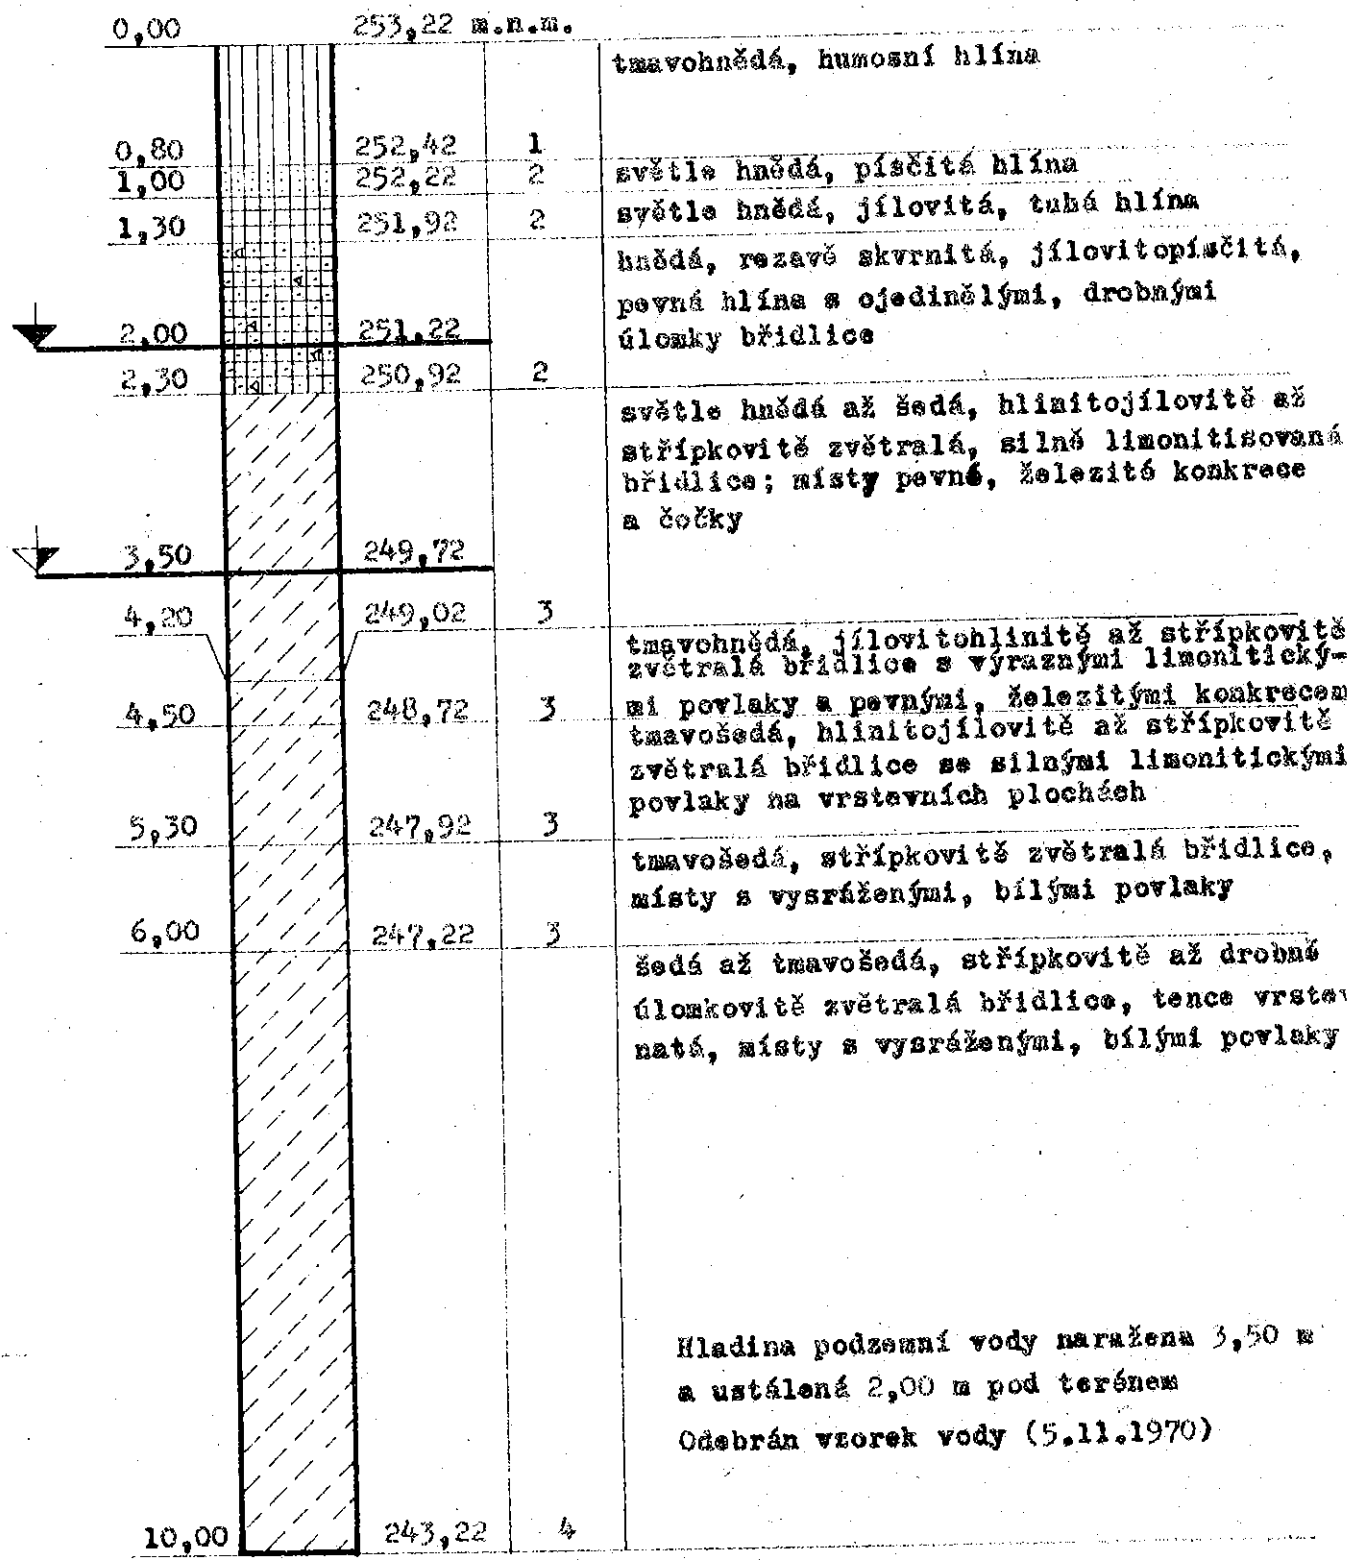 0,00 253,22 m.n.m.
tmavohnědá, humosní hlína
0,80 252,42 1
světle hnědá, písčitá hlína
1,00 252,22 2
světle hnědá, jílovitá, tuhá hlína
1,30 251,92 2
hnědá, rezavě skvrnitá, jílovitopísčitá,
pevná hlína s ojedinělými, drobnými
2,00 251,22
úlomky břidlice
2,30 250,92 2
světle hnědá až šedá, hlinitojílovitě až
střípkovitě zvětralá, silně limonitisovaná
břidlice; místy pevné, železité konkrece
a čočky
3,50 249,72
4,20 249,02 3
tmavohnědá, jílovitohlinitě až střípkovitě
zvětralá břidlice s výraznými limonitický-
mi povlaky a pevnými, železitými konkrecem
4,50 248,72 3
tmavošedá, hlinitojílovitě až střípkovitě
zvětralá břidlice se silnými limonitickými
povlaky na vrstevních plochách
5,30 247,92 3
tmavošedá, střípkovitě zvětralá břidlice,
místy s vysráženými, bílými povlaky
6,00 247,22 3
šedá až tmavošedá, střípkovitě až drobně
úlomkovitě zvětralá břidlice, tence vrstev
natá, místy s vysráženými, bílými povlaky
Hladina podzemní vody naražena 3,50 m
a ustálená 2,00 m pod terénem
Odebrán vzorek vody (5.11.1970)
10,00 243,22 4